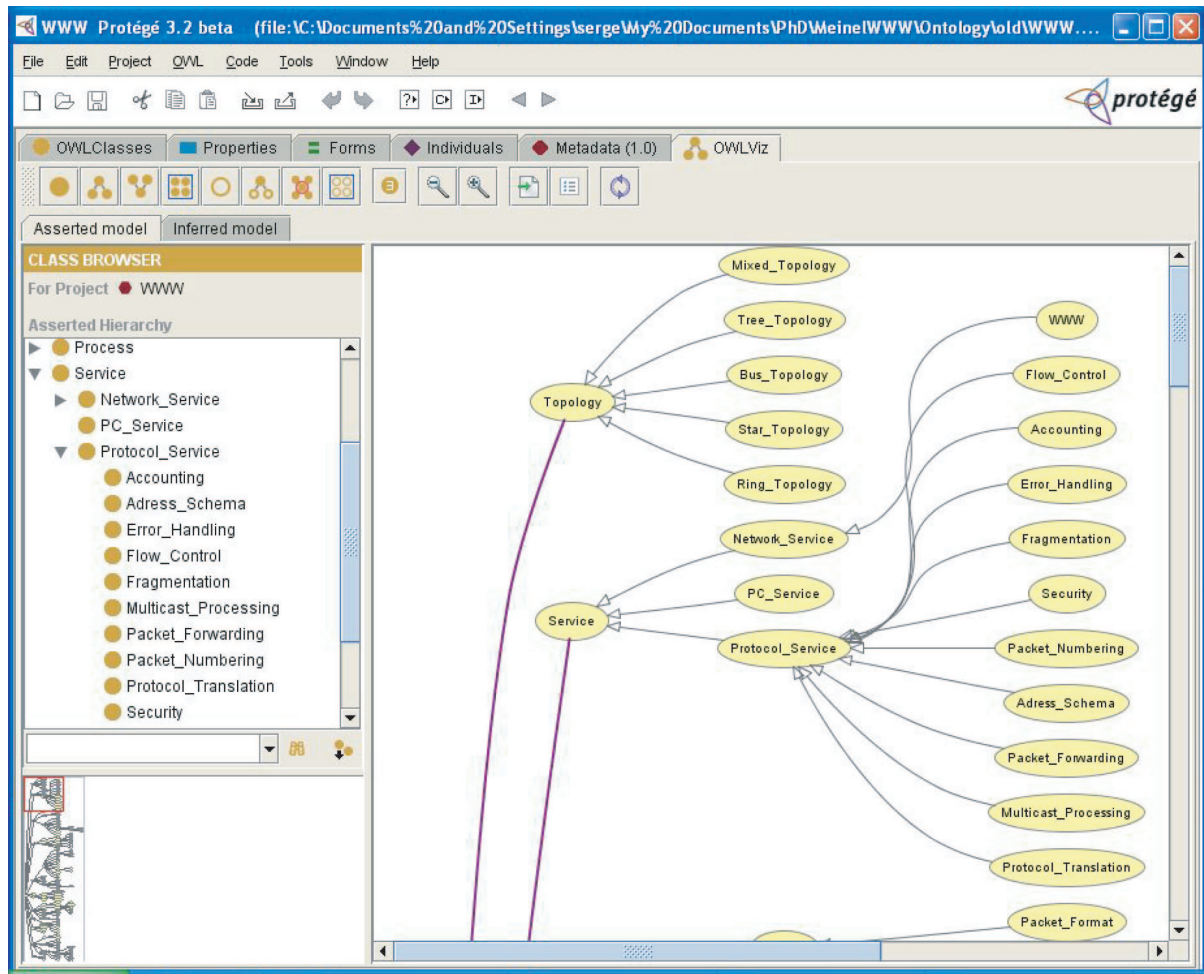 WWW Protégé 3.2 beta (file:\C:\Documents%20and%20Settings\serge\My%20Documents\PhD\MeinelWWW\Ontology\old\WWW....
File Edit Project OWL Code Tools Window Help
protégé
OWLClasses Properties Forms Individuals Metadata (1.0) OWLViz
Asserted model Inferred model
CLASS BROWSER
For Project WWW
Asserted Hierarchy
Process
Service
Network_Service
PC_Service
Protocol_Service
Accounting
Adress_Schema
Error_Handling
Flow_Control
Fragmentation
Multicast_Processing
Packet_Forwarding
Packet_Numbering
Protocol_Translation
Security
Mixed_Topology
Tree_Topology
Bus_Topology
Topology
Star_Topology
Ring_Topology
Network_Service
PC_Service
Service
Protocol_Service
WWW
Flow_Control
Accounting
Error_Handling
Fragmentation
Security
Packet_Numbering
Adress_Schema
Packet_Forwarding
Multicast_Processing
Protocol_Translation
Packet_Format